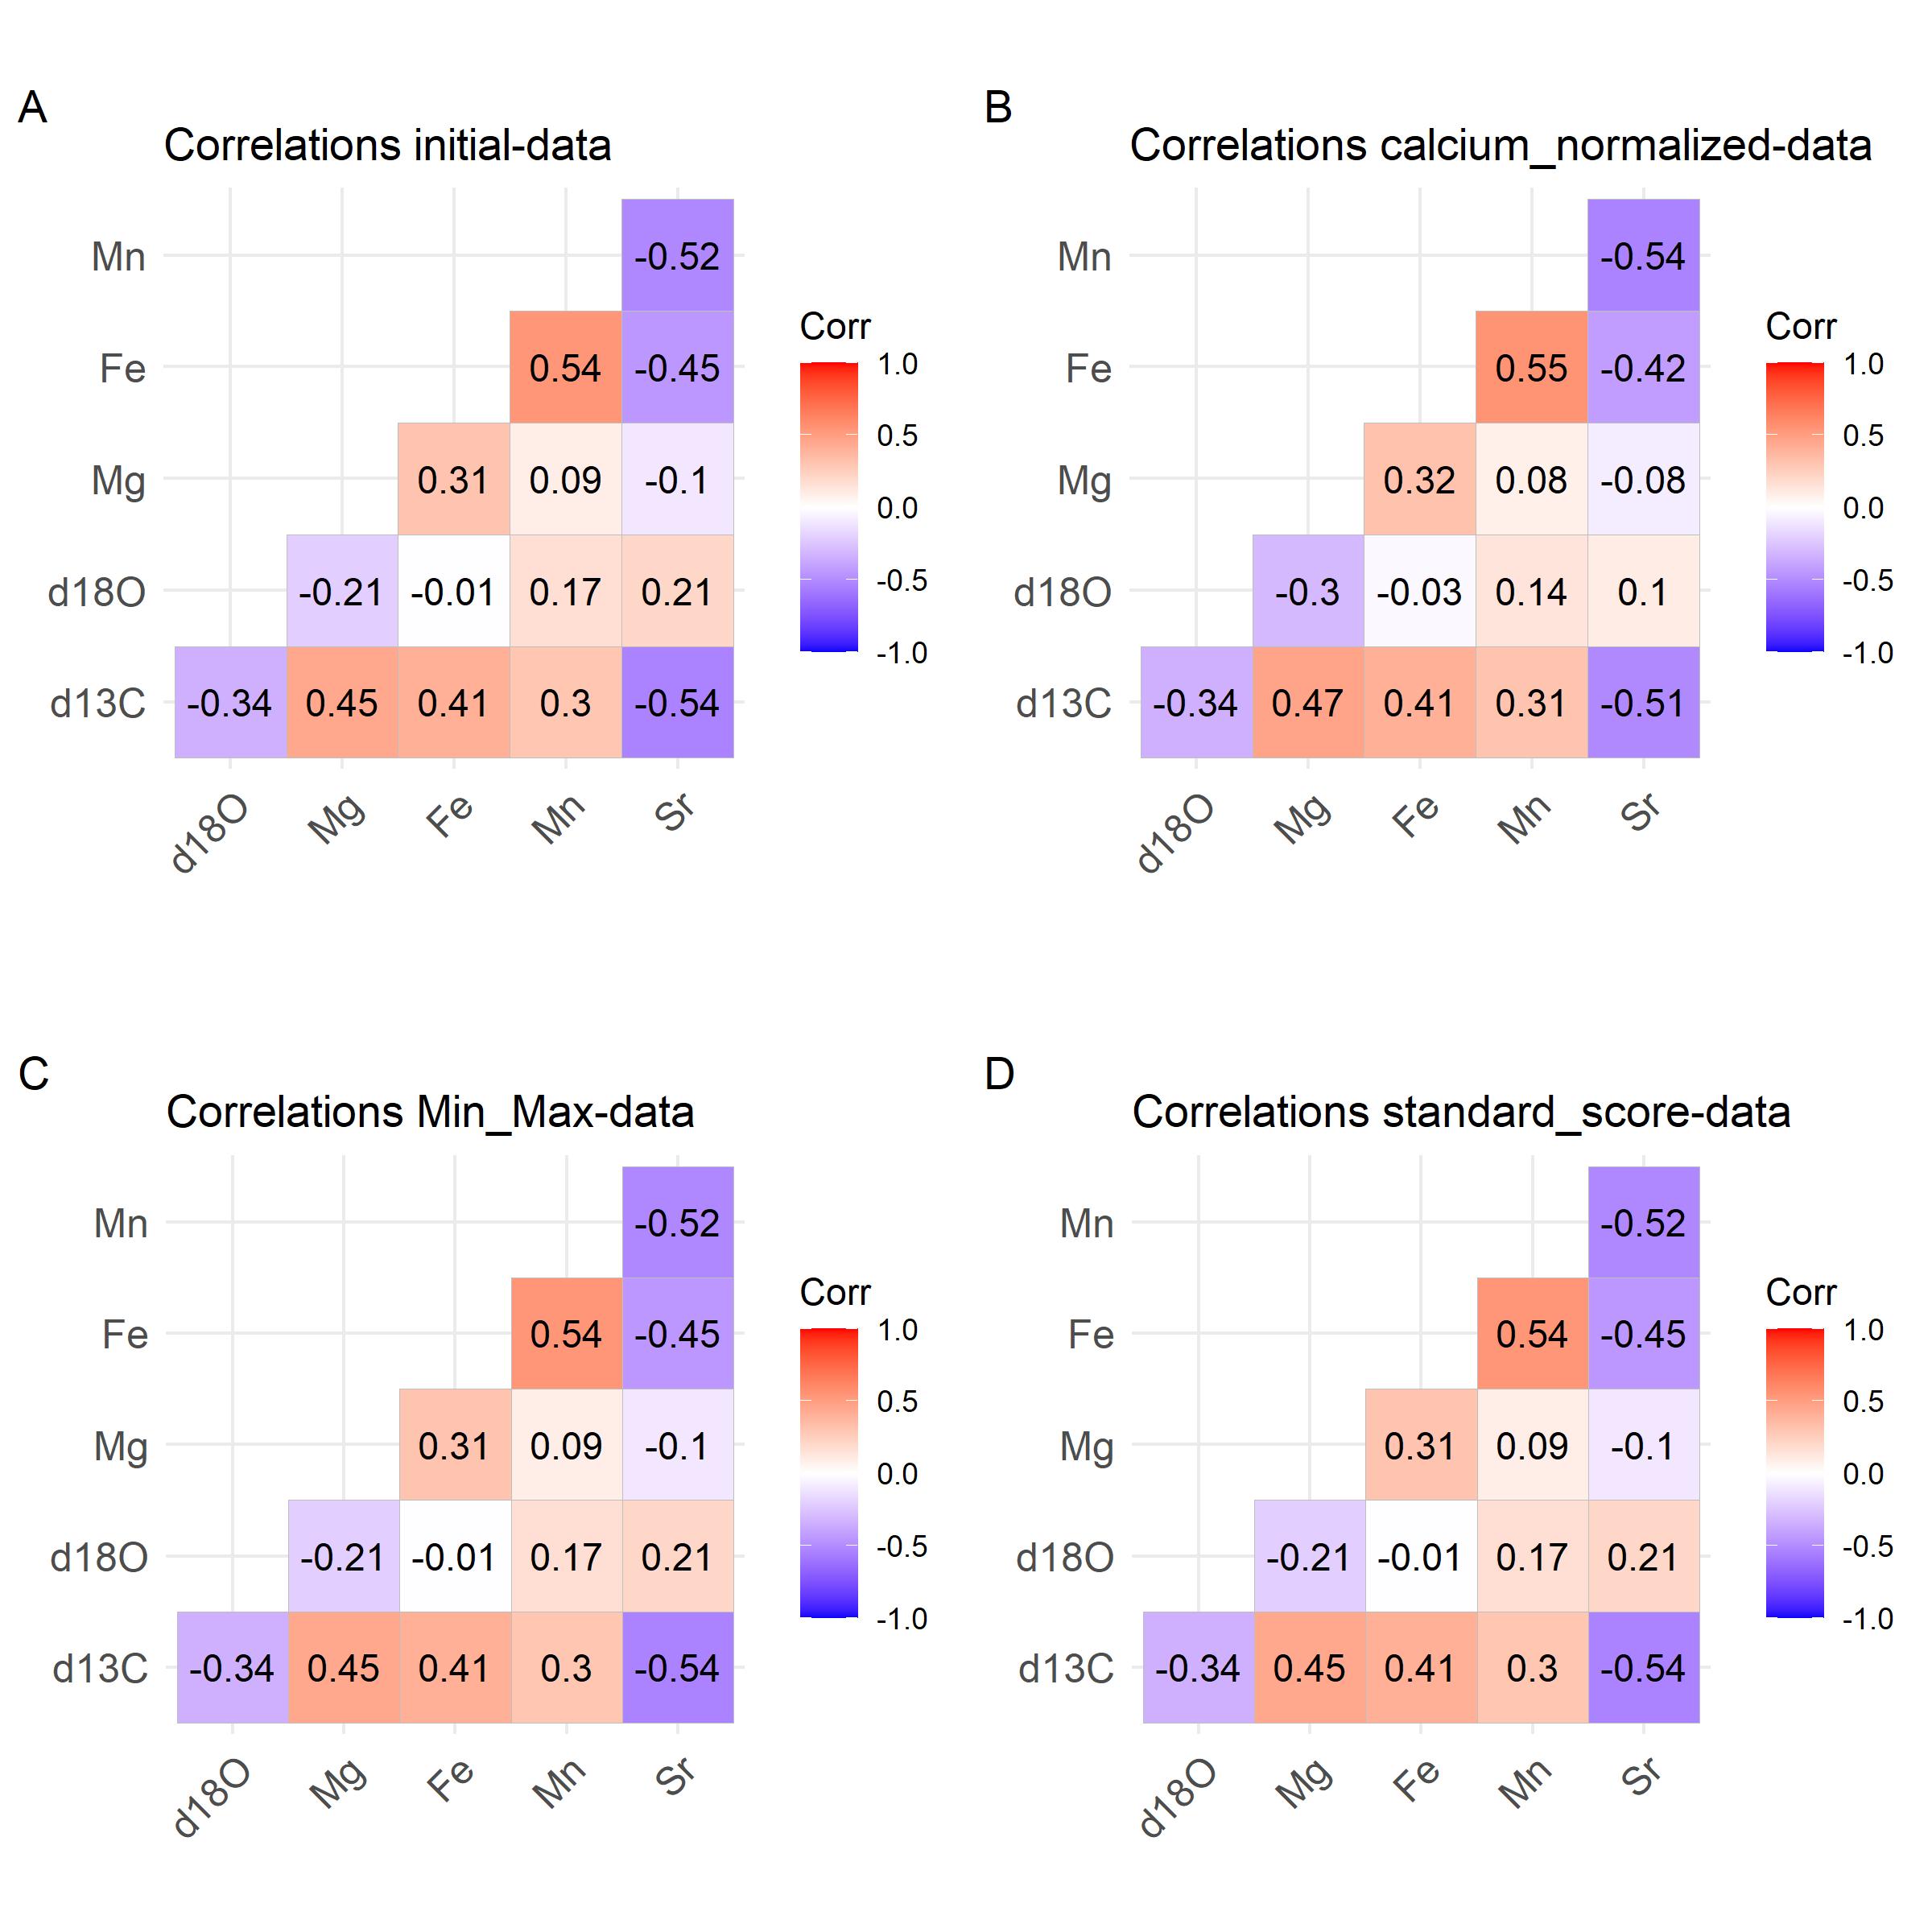 A
Correlations initial-data
Mn
-0.52
Fe
0.54 -0.45
Mg
0.31 0.09 -0.1
d18O
-0.21 -0.01 0.17 0.21
d13C
-0.34 0.45 0.41 0.3 -0.54
d18O Mg Fe Mn Sr
Corr
1.0
0.5
0.0
-0.5
-1.0
B
Correlations calcium_normalized-data
Mn
-0.54
Fe
0.55 -0.42
Mg
0.32 0.08 -0.08
d18O
-0.3 -0.03 0.14 0.1
d13C
-0.34 0.47 0.41 0.31 -0.51
d18O Mg Fe Mn Sr
Corr
1.0
0.5
0.0
-0.5
-1.0
C
Correlations Min_Max-data
Mn
-0.52
Fe
0.54 -0.45
Mg
0.31 0.09 -0.1
d18O
-0.21 -0.01 0.17 0.21
d13C
-0.34 0.45 0.41 0.3 -0.54
d18O Mg Fe Mn Sr
Corr
1.0
0.5
0.0
-0.5
-1.0
D
Correlations standard_score-data
Mn
-0.52
Fe
0.54 -0.45
Mg
0.31 0.09 -0.1
d18O
-0.21 -0.01 0.17 0.21
d13C
-0.34 0.45 0.41 0.3 -0.54
d18O Mg Fe Mn Sr
Corr
1.0
0.5
0.0
-0.5
-1.0